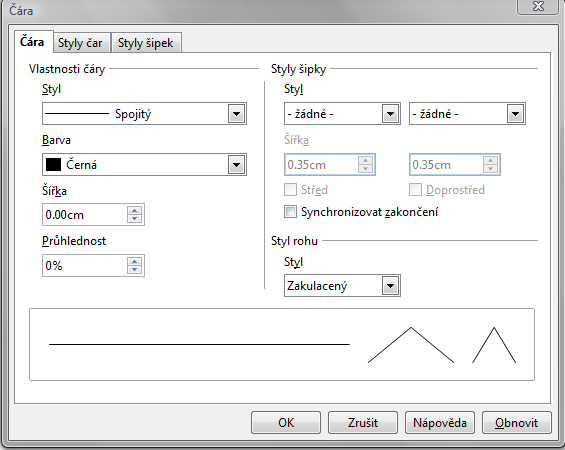 Čára
Čára Styly čar Styly šipek
Vlastnosti čáry
Styl
Spojitý
Barva
Černá
Šířka
0.00cm
Průhlednost
0%
Styly šipky
Styl
- žádné - - žádné -
Šířka
0.35cm 0.35cm
Střed Doprostřed
Synchronizovat zakončení
Styl rohu
Styl
Zakulacený
OK Zrušit Nápověda Obnovit